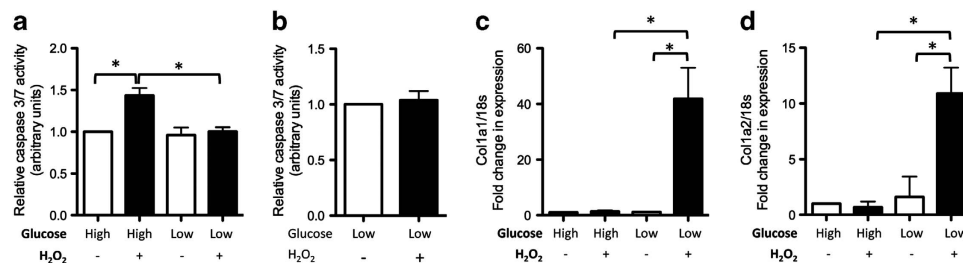 a
Relative caspase 3/7 activity
(arbitrary units)
2.0
1.5
1.0
0.5
0.0
*
*
Glucose High High Low Low
H₂O₂ - + - +
b
Relative caspase 3/7 activity
(arbitrary units)
1.5
1.0
0.5
0.0
Glucose Low Low
H₂O₂ - +
c
Col1a1/18s
Fold change in expression
60
40
20
0
*
*
Glucose High High Low Low
H₂O₂ - + - +
d
Col1a2/18s
Fold change in expression
15
10
5
0
*
*
Glucose High High Low Low
H₂O₂ - + - +